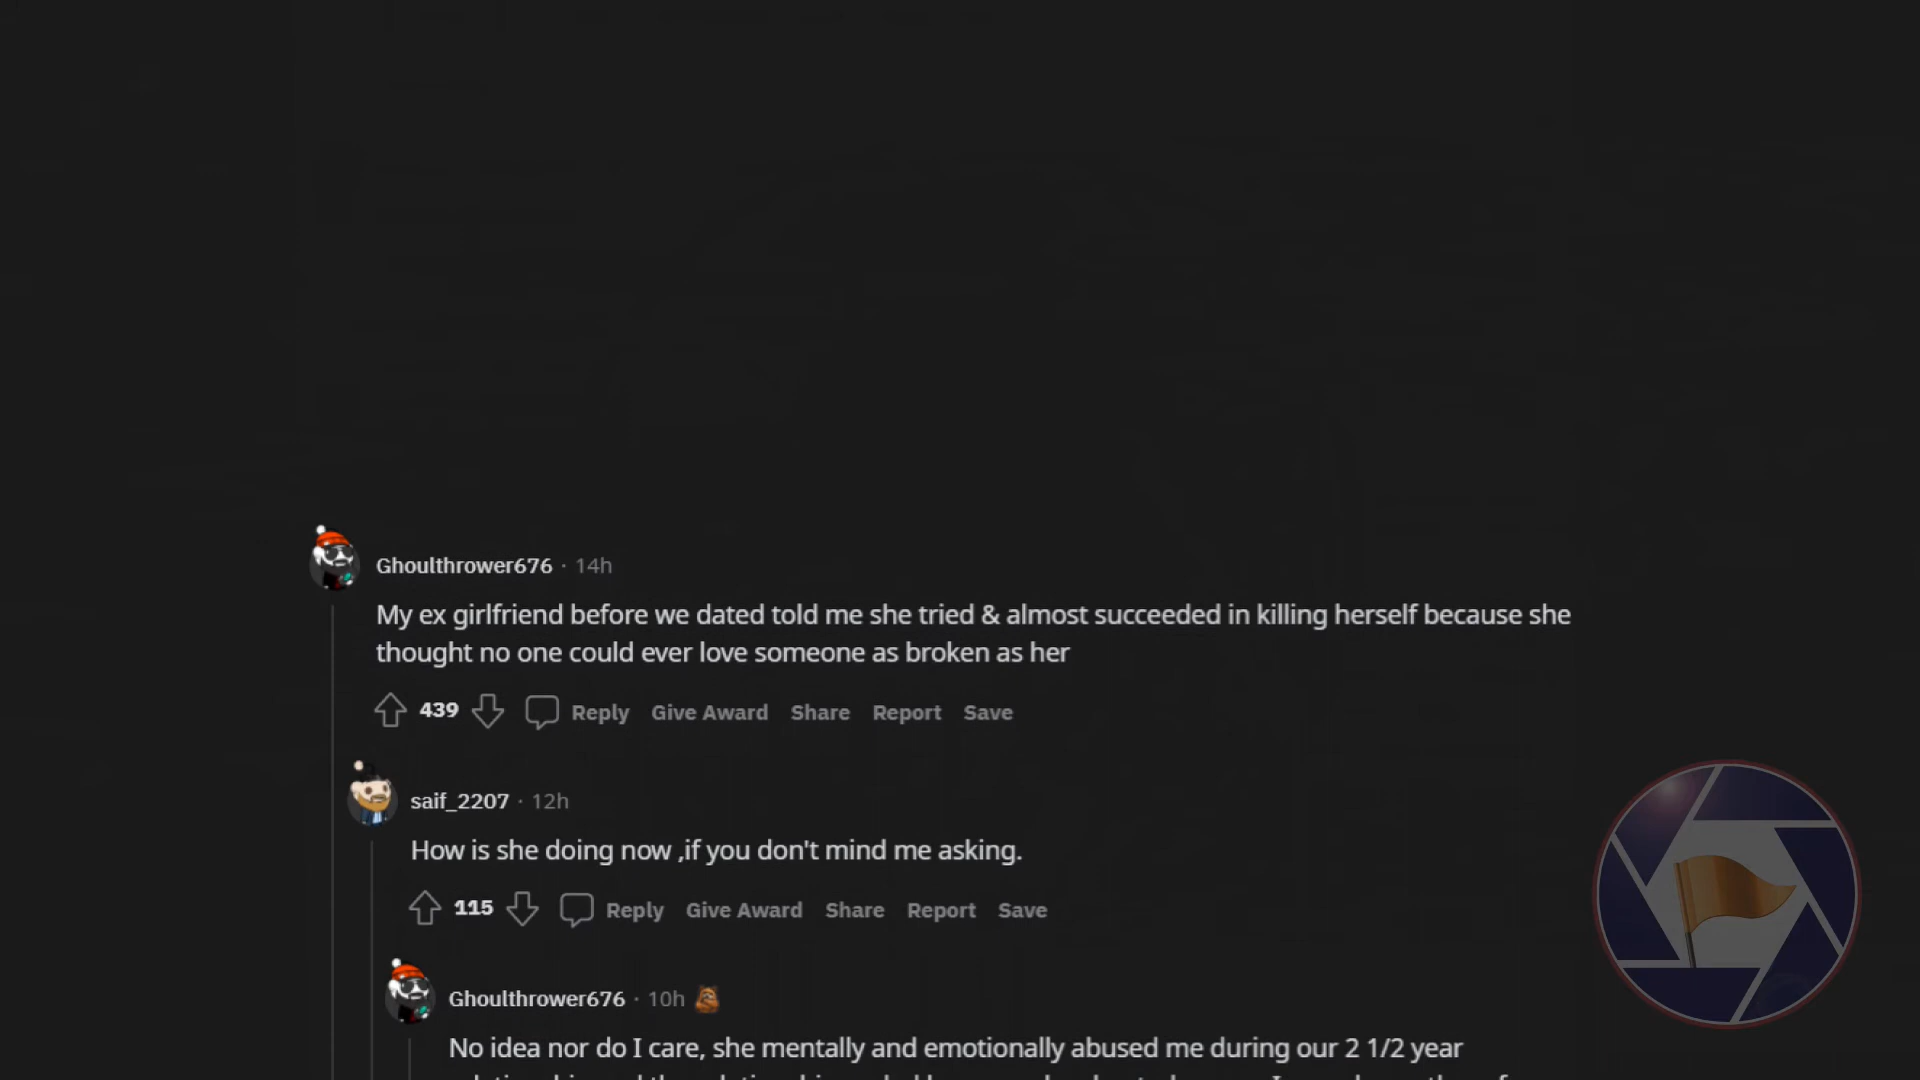 Ghoulthrower676 · 14h
My ex girlfriend before we dated told me she tried & almost succeeded in killing herself because she
thought no one could ever love someone as broken as her
439 Reply Give Award Share Report Save
saif_2207 · 12h
How is she doing now ,if you don't mind me asking.
115 Reply Give Award Share Report Save
Ghoulthrower676 · 10h
No idea nor do I care, she mentally and emotionally abused me during our 2 1/2 year